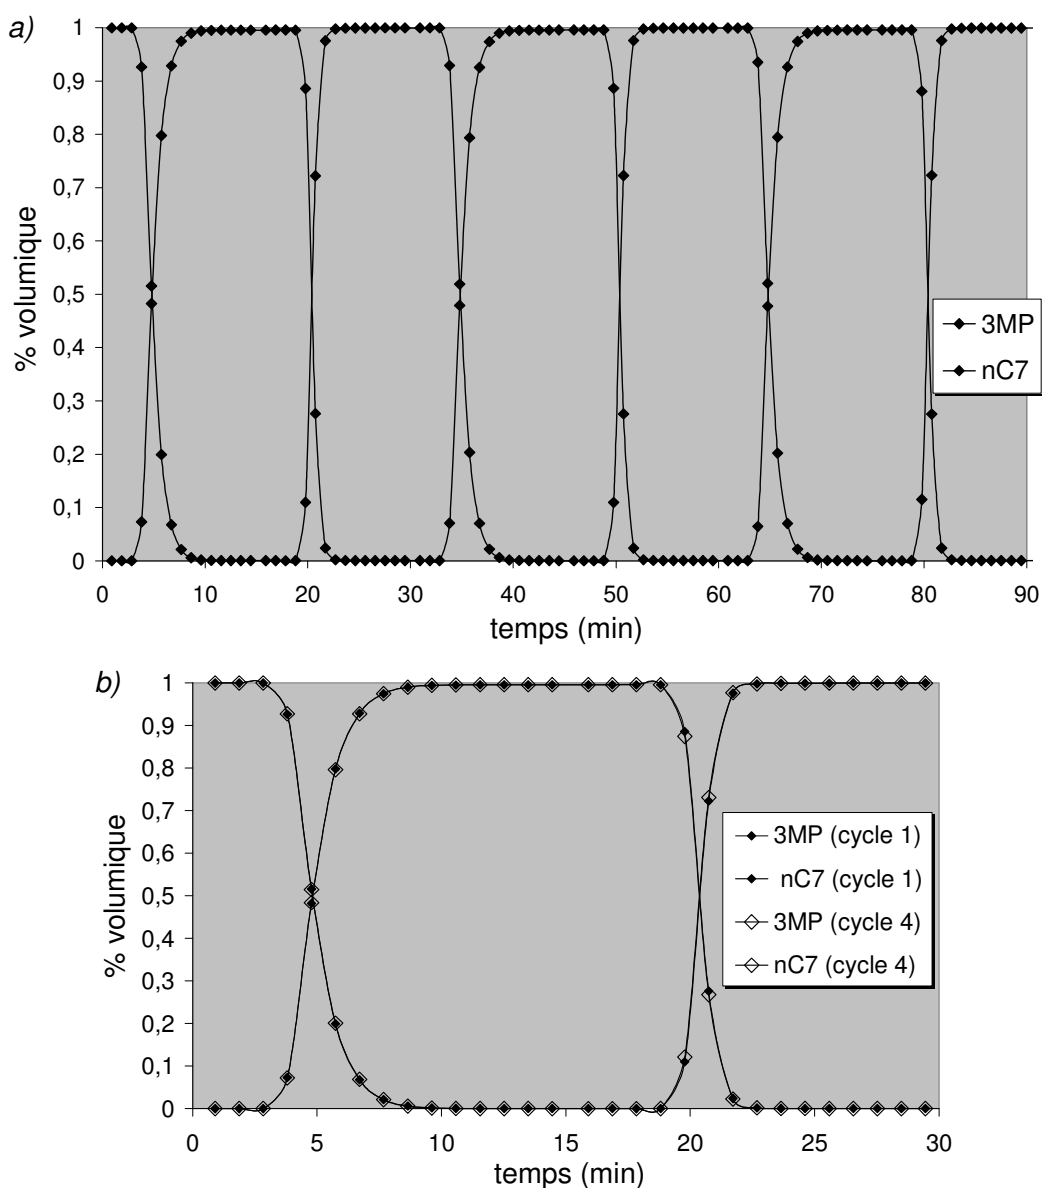 a)
% volumique
1
0,9
0,8
0,7
0,6
0,5
0,4
0,3
0,2
0,1
0
3MP
nC7
0 10 20 30 40 50 60 70 80 90
temps (min)
b)
% volumique
1
0,9
0,8
0,7
0,6
0,5
0,4
0,3
0,2
0,1
0
3MP (cycle 1)
nC7 (cycle 1)
3MP (cycle 4)
nC7 (cycle 4)
0 5 10 15 20 25 30
temps (min)